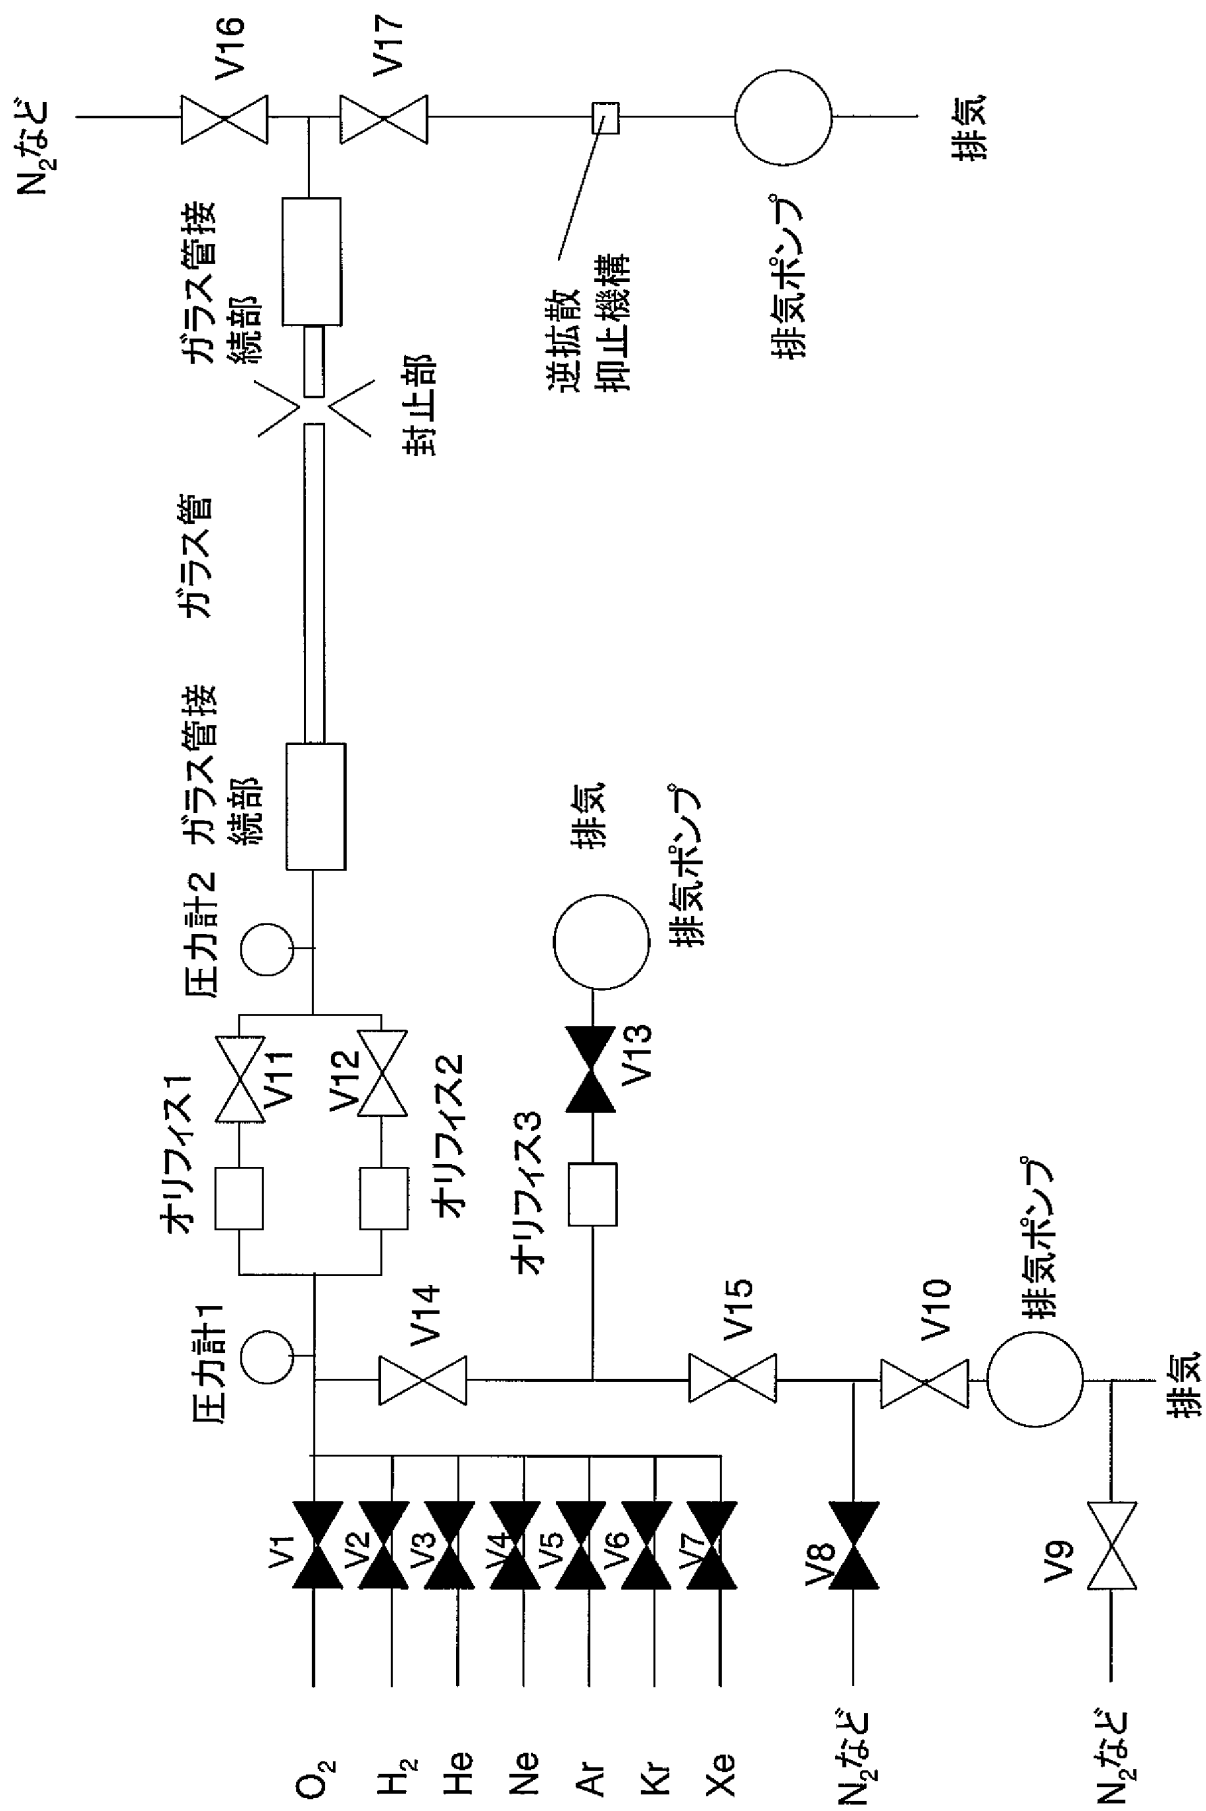 N₂など
V16
V17
ガラス管接
続部
封止部
逆拡散
抑止機構
排気ポンプ
排気
ガラス管
ガラス管接
続部
圧力計2
オリフィス1
V11
V12
オリフィス2
排気
排気ポンプ
V13
オリフィス3
圧力計1
V14
V15
V10
排気ポンプ
排気
V1
V2
V3
V4
V5
V6
V7
V8
V9
O₂
H₂
He
Ne
Ar
Kr
Xe
N₂など
N₂など